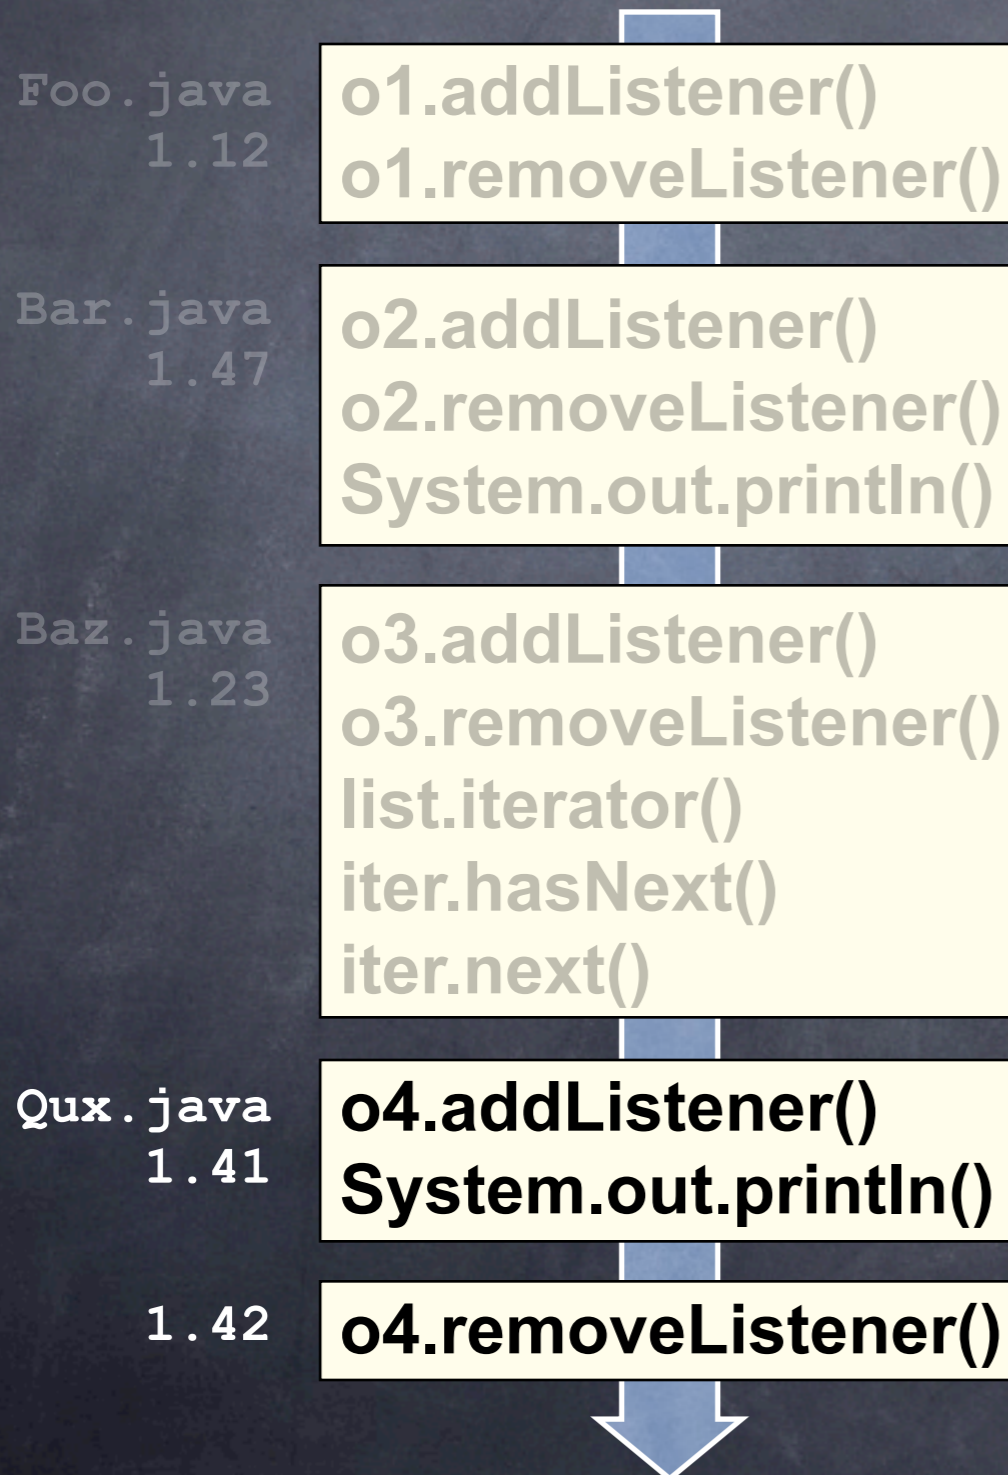 Foo.java
1.12
o1.addListener()
o1.removeListener()
Bar.java
1.47
o2.addListener()
o2.removeListener()
System.out.println()
Baz.java
1.23
o3.addListener()
o3.removeListener()
list.iterator()
iter.hasNext()
iter.next()
Qux.java
1.41
o4.addListener()
System.out.println()
1.42
o4.removeListener()